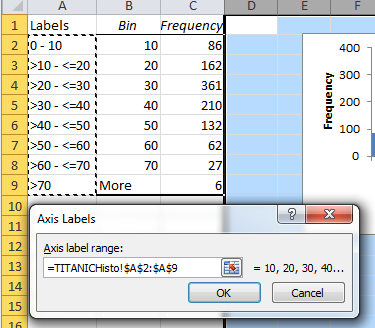 A B C D E F
1 Labels Bin Frequency
2 0 - 10 10 86
3 >10 - <=20 20 162
4 >20 - <=30 30 361
5 >30 - <=40 40 210
6 >40 - <=50 50 132
7 >50 - <=60 60 62
8 >60 - <=70 70 27
9 >70 More 6
10
11
12
13
14
15
16
400
300
200
100
0
Frequency
Axis Labels
?
Axis label range:
=TITANICHisto!$A$2:$A$9 = 10, 20, 30, 40...
OK Cancel